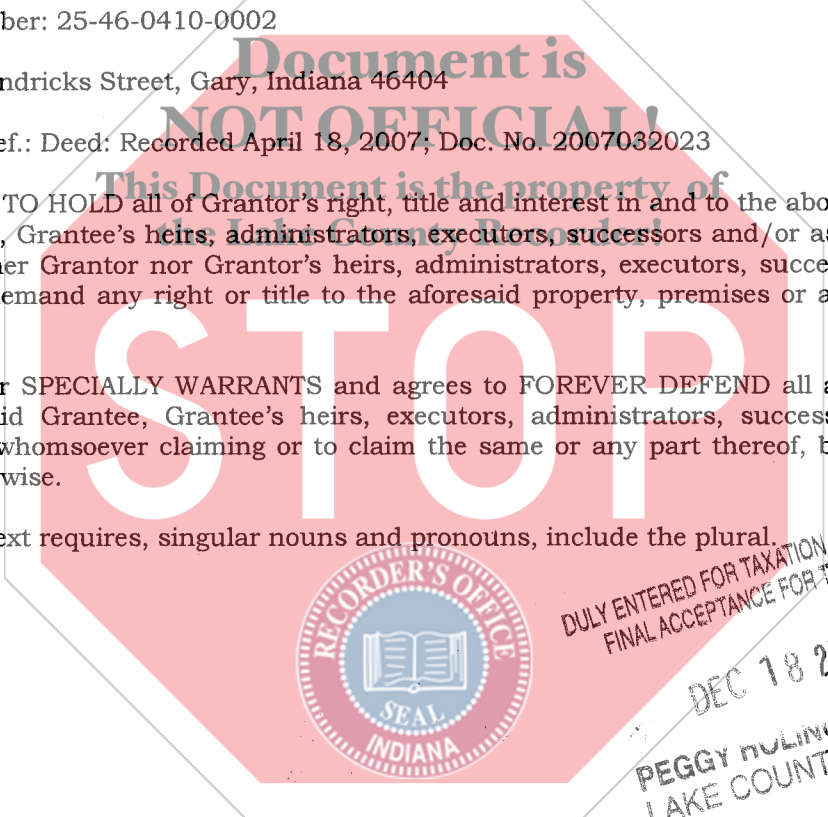 ber: 25-46-0410-0002
Document is
ndricks Street, Gary, Indiana 46404
NOT OFFICIAL!
ef.: Deed: Recorded April 18, 2007; Doc. No. 2007032023
This Document is the property of
TO HOLD all of Grantor's right, title and interest in and to the abo
the Lake County Recorder!
, Grantee's heirs, administrators, executors, successors and/or as
er Grantor nor Grantor's heirs, administrators, executors, succe
emand any right or title to the aforesaid property, premises or a
STOP
r SPECIALLY WARRANTS and agrees to FOREVER DEFEND all a
id Grantee, Grantee's heirs, executors, administrators, success
whomsoever claiming or to claim the same or any part thereof, b
wise.
ext requires, singular nouns and pronouns, include the plural.
DULY ENTERED FOR TAXATION
FINAL ACCEPTANCE FOR T
RECORDER'S OFFICE
SEAL
INDIANA
DEC 18 2
PEGGY
LAKE COUNT